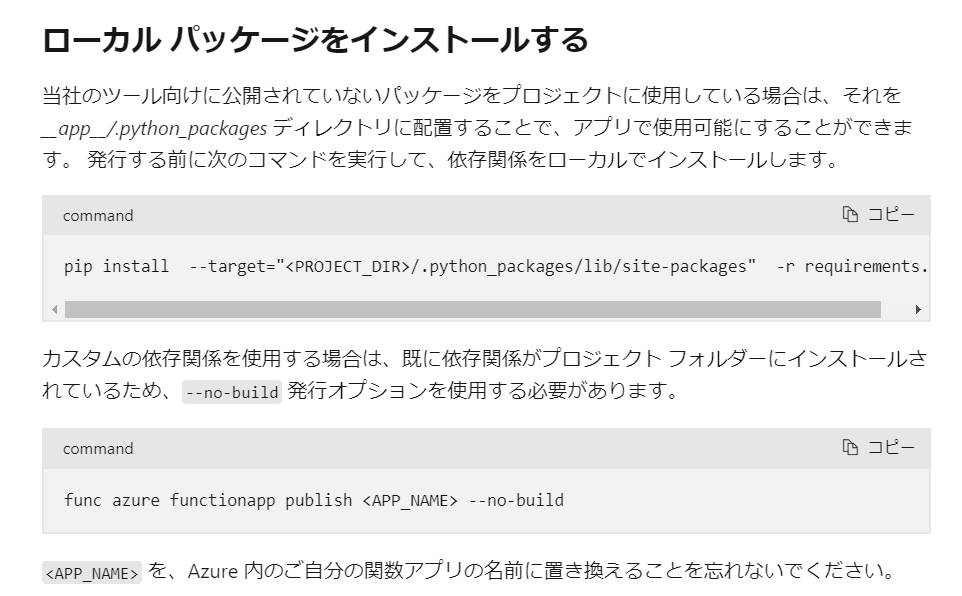 ローカル パッケージをインストールする
当社のツール向けに公開されていないパッケージをプロジェクトに使用している場合は、それを
__app__/.python_packages ディレクトリに配置することで、アプリで使用可能にすることができま
す。 発行する前に次のコマンドを実行して、依存関係をローカルでインストールします。
command コピー
pip install  --target="<PROJECT_DIR>/.python_packages/lib/site-packages"  -r requirements.
カスタムの依存関係を使用する場合は、既に依存関係がプロジェクト フォルダーにインストールさ
れているため、--no-build 発行オプションを使用する必要があります。
command コピー
func azure functionapp publish <APP_NAME> --no-build
<APP_NAME> を、Azure 内のご自分の関数アプリの名前に置き換えることを忘れないでください。